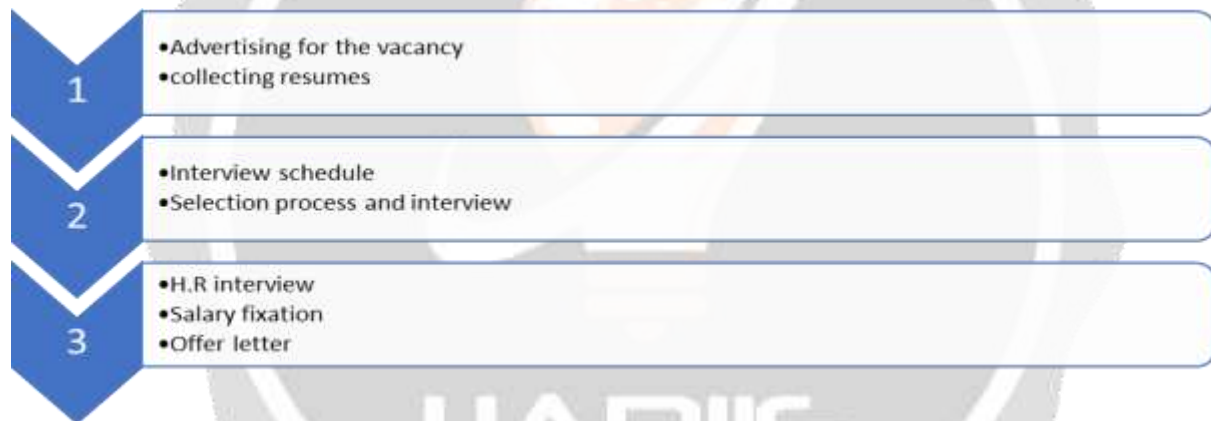 1
•Advertising for the vacancy
•collecting resumes
2
•Interview schedule
•Selection process and interview
3
•H.R interview
•Salary fixation
•Offer letter